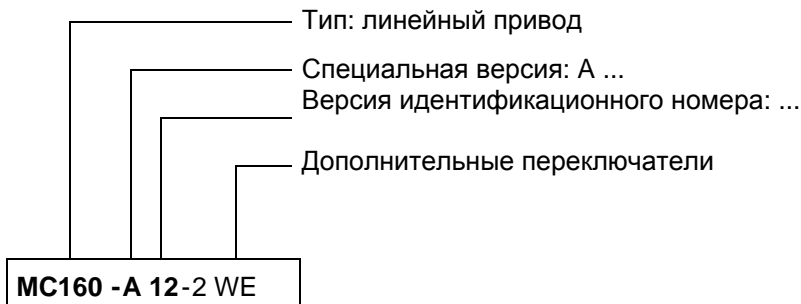 Тип: линейный привод
Специальная версия: А ...
Версия идентификационного номера: ...
Дополнительные переключатели
MC160 -A 12-2 WE